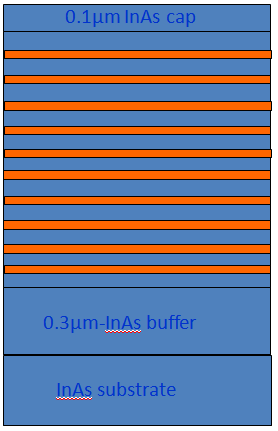 0.1µm InAs cap
0.3µm-InAs buffer
InAs substrate